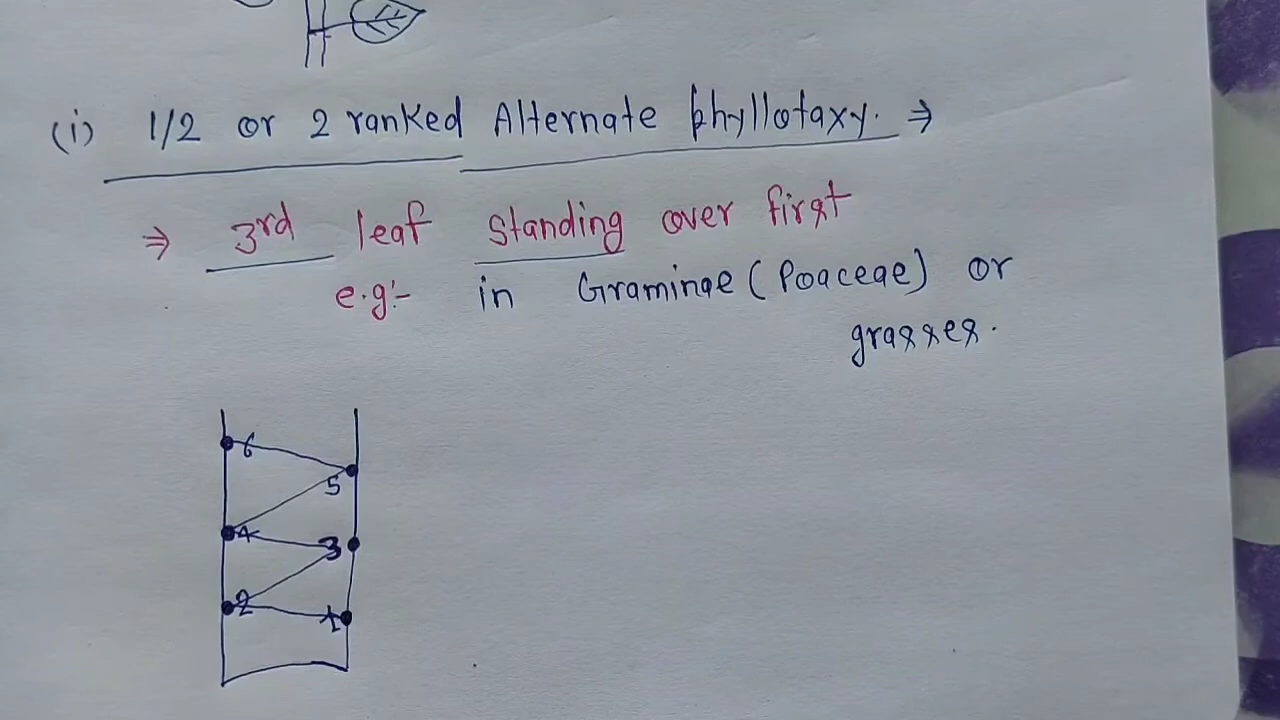 (i) 1/2 or 2 ranked Alternate phyllotaxy. ⇒
⇒ 3rd leaf standing over first
e.g:- in Graminae (Poaceae) or
grasses.
6
5
4
3
2
1